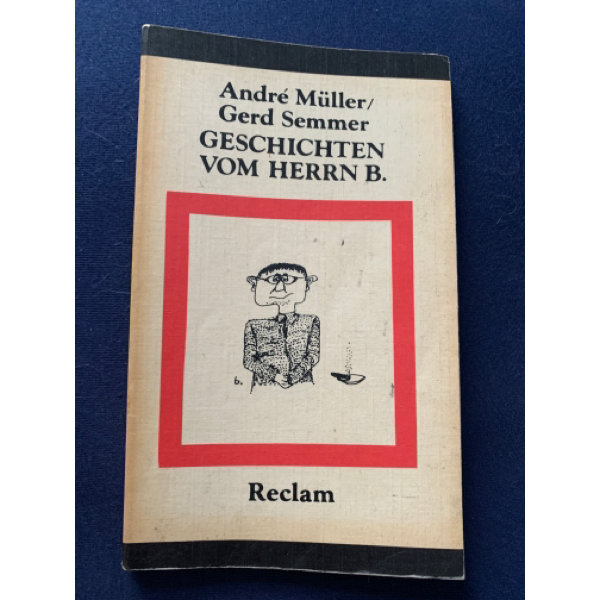 André Müller/
Gerd Semmer
GESCHICHTEN
VOM HERRN B.
b.
Reclam